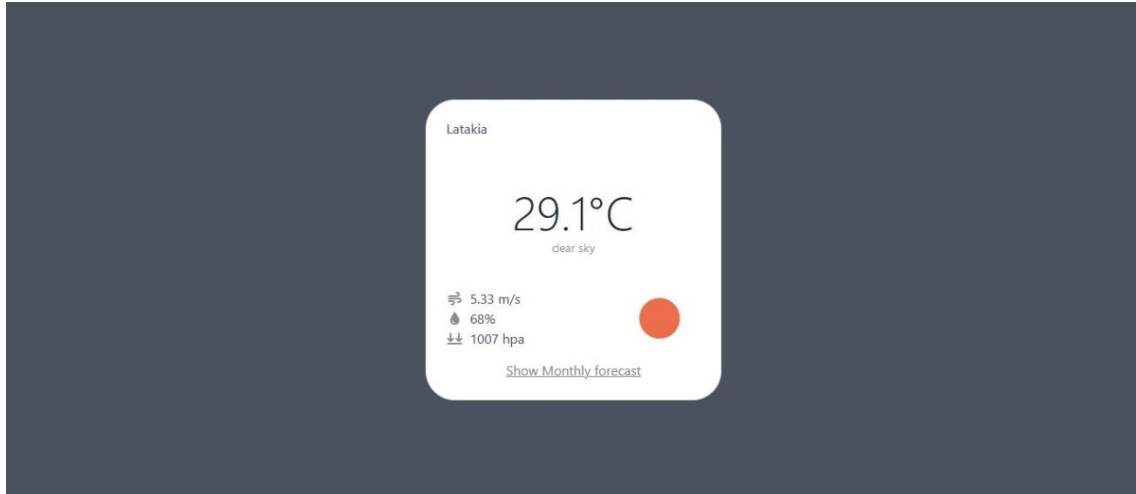 Latakia
29.1°C
clear sky
5.33 m/s
68%
1007 hpa
Show Monthly forecast